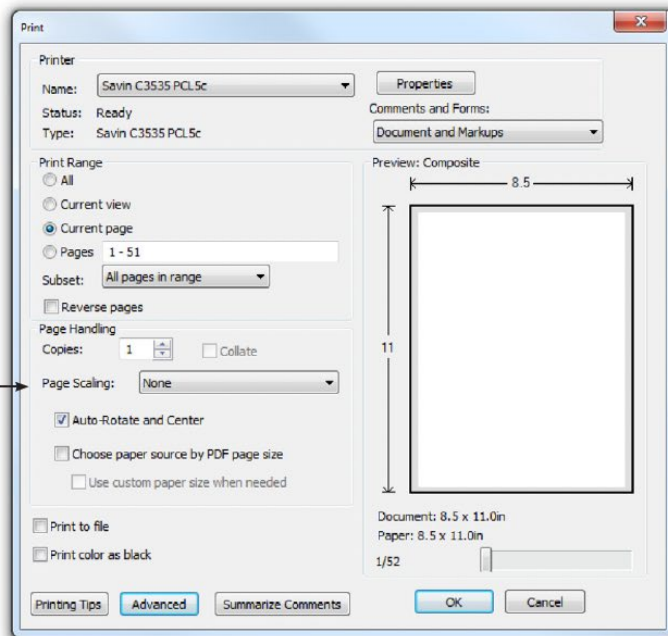 Print
Printer
Name: Savin C3535 PCL5c
Properties
Status: Ready
Comments and Forms:
Type: Savin C3535 PCL5c
Document and Markups
Print Range
All
Current view
Current page
Pages 1 - 51
Subset: All pages in range
Reverse pages
Page Handling
Copies: 1 Collate
Page Scaling: None
Auto-Rotate and Center
Choose paper source by PDF page size
Use custom paper size when needed
Print to file
Print color as black
Preview: Composite
8.5
11
Document: 8.5 x 11.0in
Paper: 8.5 x 11.0in
1/52
Printing Tips Advanced Summarize Comments OK Cancel